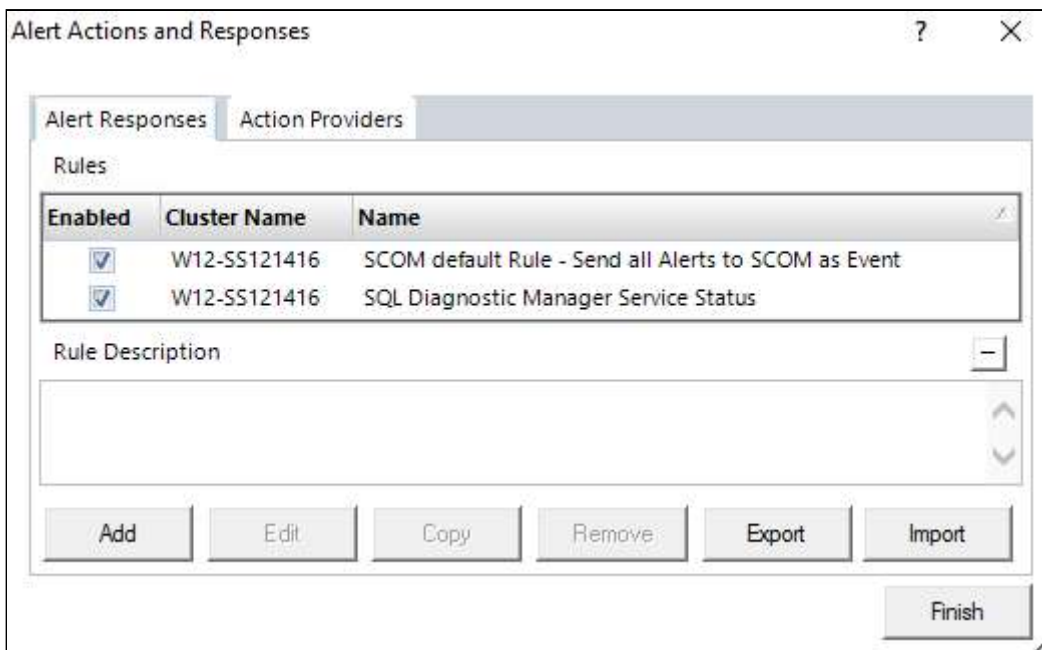 Alert Actions and Responses ?
Alert Responses Action Providers
Rules
Enabled Cluster Name Name
W12-SS121416 SCOM default Rule - Send all Alerts to SCOM as Event
W12-SS121416 SQL Diagnostic Manager Service Status
Rule Description
Add Edit Copy Remove Export Import
Finish